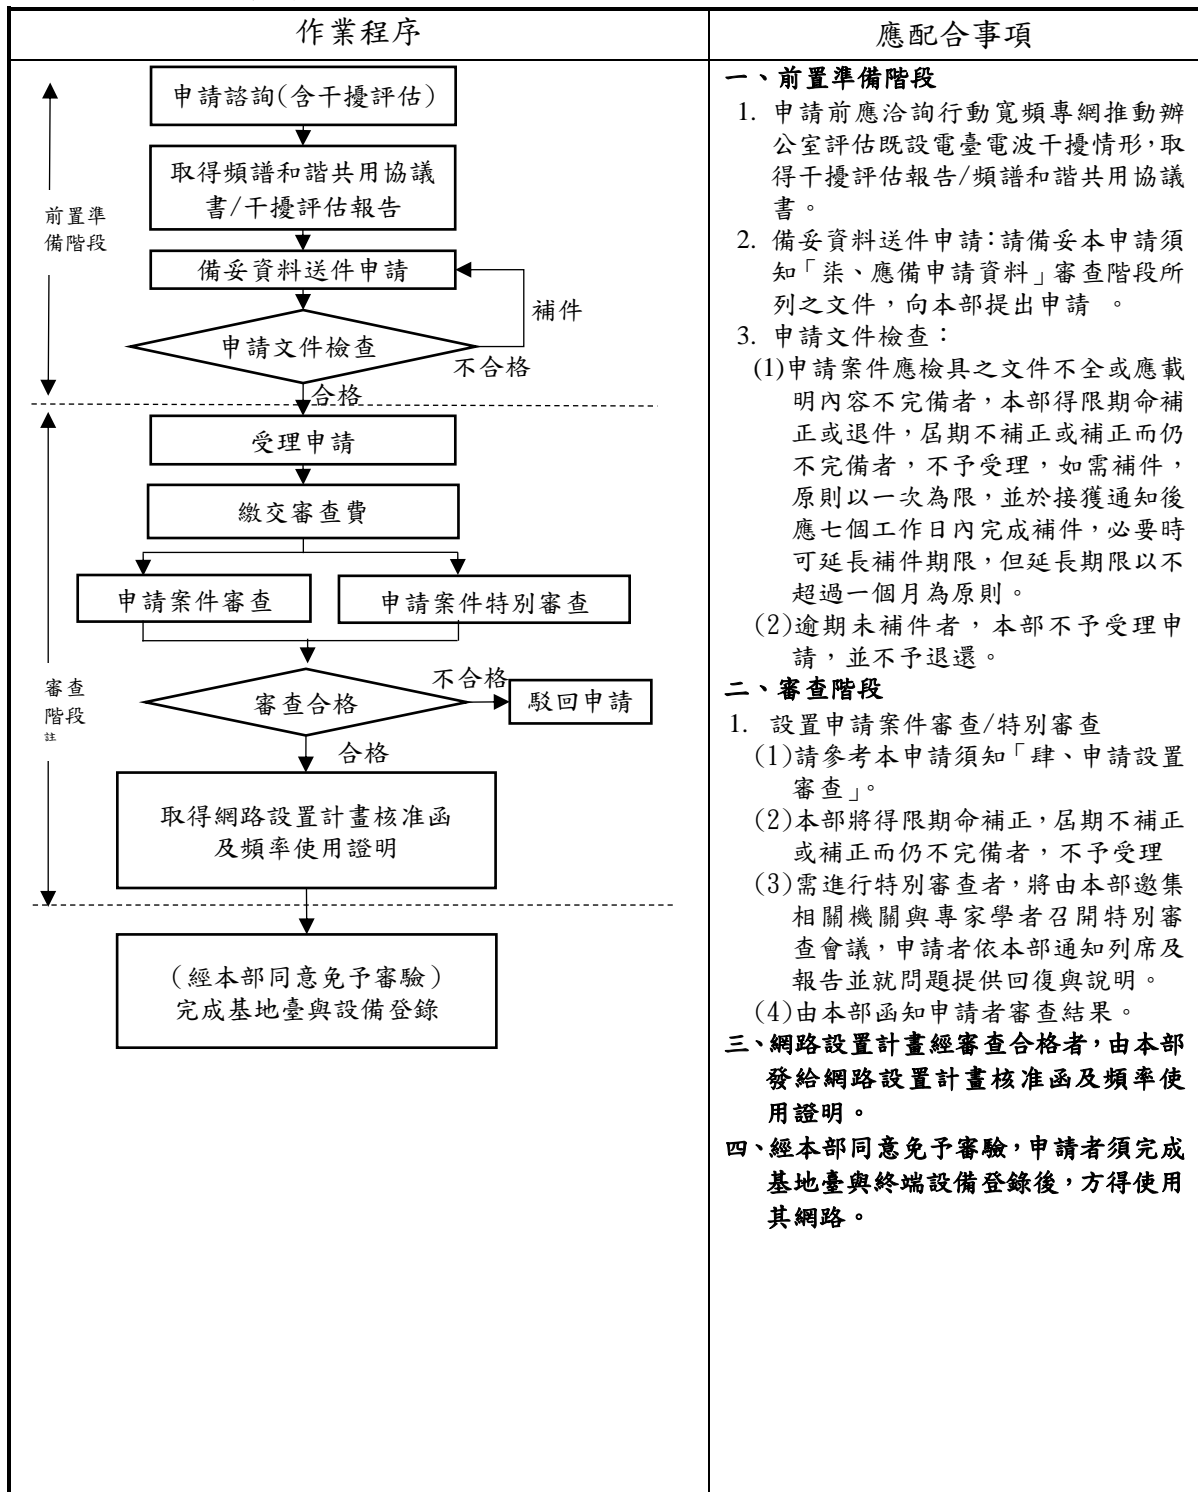 作業程序
申請諮詢(含干擾評估)
取得頻譜和諧共用協議
書/干擾評估報告
前置準
備階段
備妥資料送件申請
補件
申請文件檢查
不合格
合格
受理申請
繳交審查費
申請案件審查
申請案件特別審查
不合格
審查合格
駁回申請
審查
階段
註
合格
取得網路設置計畫核准函
及頻率使用證明
（經本部同意免予審驗）
完成基地臺與設備登錄
應配合事項
一、前置準備階段
1. 申請前應洽詢行動寬頻專網推動辦
公室評估既設電臺電波干擾情形，取
得干擾評估報告/頻譜和諧共用協議
書。
2. 備妥資料送件申請：請備妥本申請須
知「柒、應備申請資料」審查階段所
列之文件，向本部提出申請 。
3. 申請文件檢查：
(1)申請案件應檢具之文件不全或應載
明內容不完備者，本部得限期命補
正或退件，屆期不補正或補正而仍
不完備者，不予受理，如需補件，
原則以一次為限，並於接獲通知後
應七個工作日內完成補件，必要時
可延長補件期限，但延長期限以不
超過一個月為原則。
(2)逾期未補件者，本部不予受理申
請，並不予退還。
二、審查階段
1. 設置申請案件審查/特別審查
(1)請參考本申請須知「肆、申請設置
審查」。
(2)本部將得限期命補正，屆期不補正
或補正而仍不完備者，不予受理
(3)需進行特別審查者，將由本部邀集
相關機關與專家學者召開特別審
查會議，申請者依本部通知列席及
報告並就問題提供回復與說明。
(4)由本部函知申請者審查結果。
三、網路設置計畫經審查合格者，由本部
發給網路設置計畫核准函及頻率使
用證明。
四、經本部同意免予審驗，申請者須完成
基地臺與終端設備登錄後，方得使用
其網路。